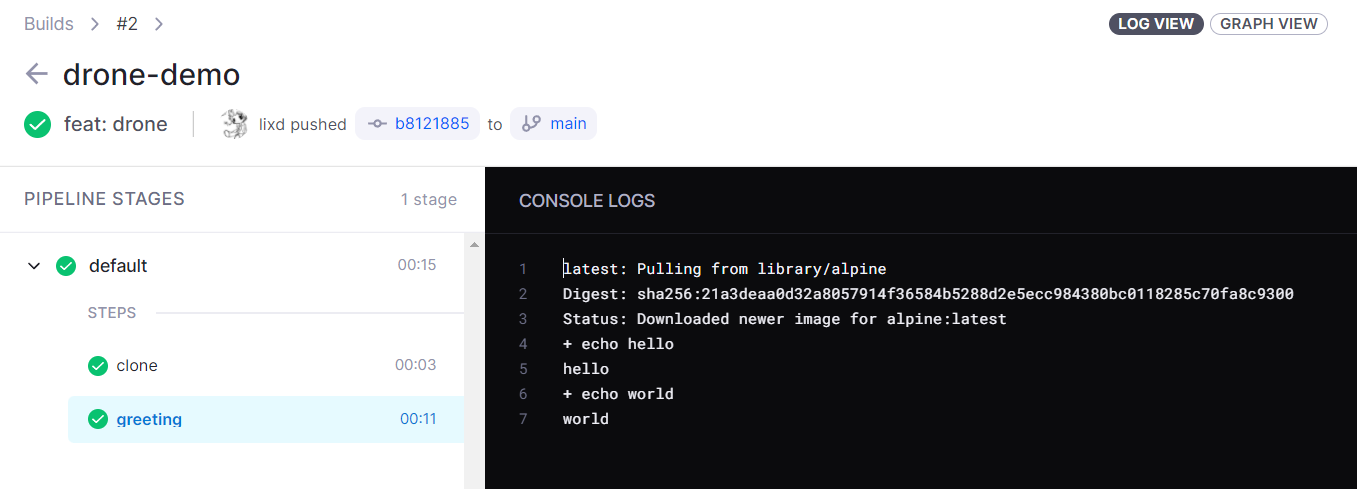 Builds > #2 >
LOG VIEW GRAPH VIEW
drone-demo
feat: drone lixd pushed b8121885 to main
PIPELINE STAGES 1 stage
default 00:15
STEPS
clone 00:03
greeting 00:11
CONSOLE LOGS
1 latest: Pulling from library/alpine
2 Digest: sha256:21a3deaa0d32a8057914f36584b5288d2e5ecc984380bc0118285c70fa8c9300
3 Status: Downloaded newer image for alpine:latest
4 + echo hello
5 hello
6 + echo world
7 world